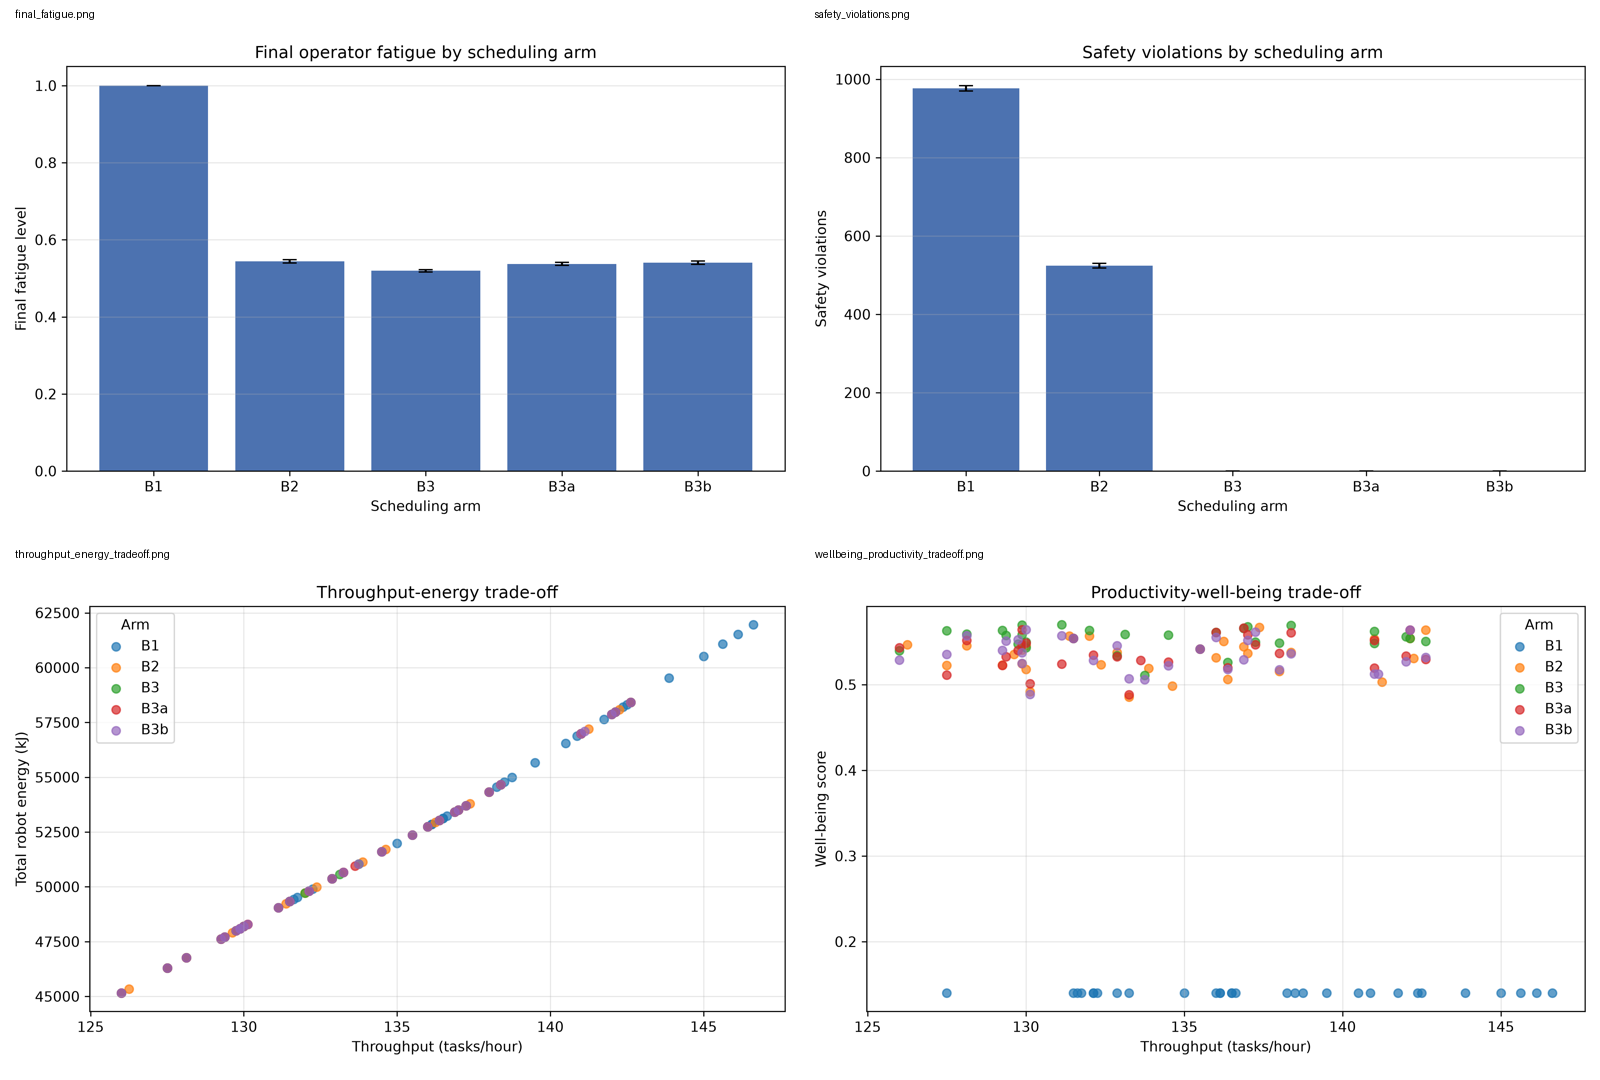 final_fatigue.png
Final operator fatigue by scheduling arm
Final fatigue level
1.0
0.8
0.6
0.4
0.2
0.0
B1
B2
B3
B3a
B3b
Scheduling arm
safety_violations.png
Safety violations by scheduling arm
Safety violations
1000
800
600
400
200
0
B1
B2
B3
B3a
B3b
Scheduling arm
throughput_energy_tradeoff.png
Throughput-energy trade-off
Total robot energy (kJ)
62500
60000
57500
55000
52500
50000
47500
45000
Arm
B1
B2
B3
B3a
B3b
125
130
135
140
145
Throughput (tasks/hour)
wellbeing_productivity_tradeoff.png
Productivity-well-being trade-off
Well-being score
0.5
0.4
0.3
0.2
Arm
B1
B2
B3
B3a
B3b
125
130
135
140
145
Throughput (tasks/hour)